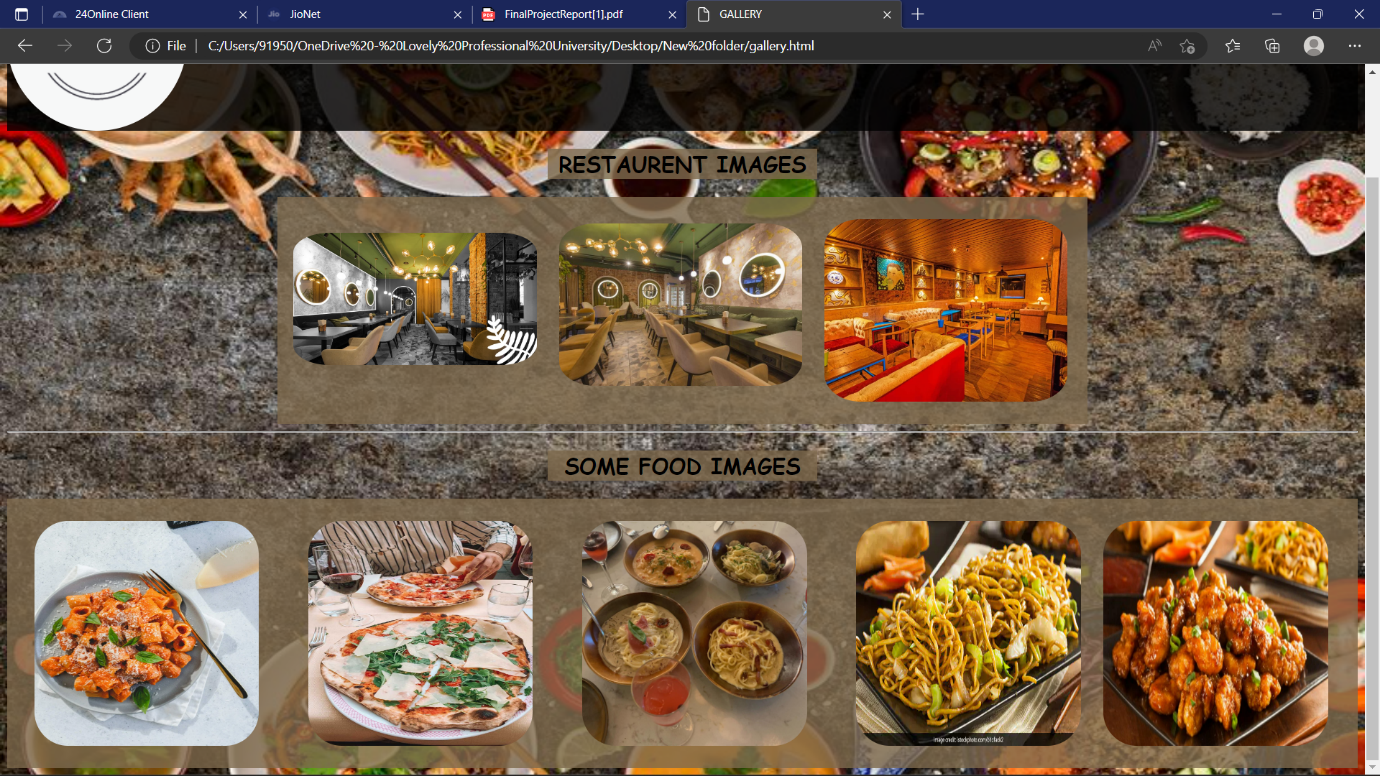 24Online Client
JioNet
FinalProjectReport[1].pdf
GALLERY
File
C:/Users/91950/OneDrive%20-%20Lovely%20Professional%20University/Desktop/New%20folder/gallery.html
RESTAURENT IMAGES
SOME FOOD IMAGES